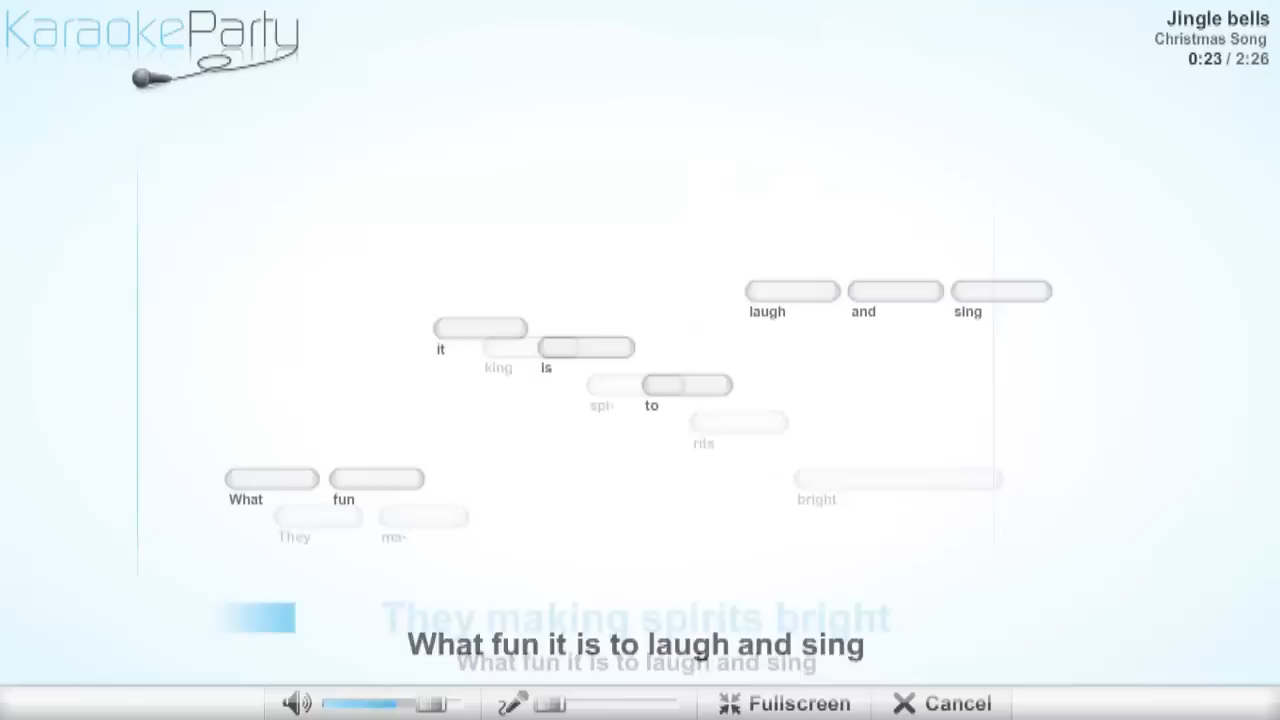 KaraokeParty
Jingle bells
Christmas Song
0:23 / 2:26
laugh and sing
it
king is
spi- to
rits
What fun
bright
They ma-
They making spirits bright
What fun it is to laugh and sing
What fun it is to laugh and sing
Fullscreen
Cancel